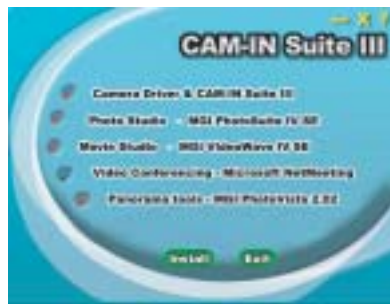 CAM-IN Suite III
Camera Driver & CAM-IN Suite III
Photo Studio - MGI PhotoSuite IV SE
Movie Studio - MGI VideoWave IV SE
Video Conferencing - Microsoft NetMeeting
Panorama tools - MGI PhotoVista 2.02
Install Exit